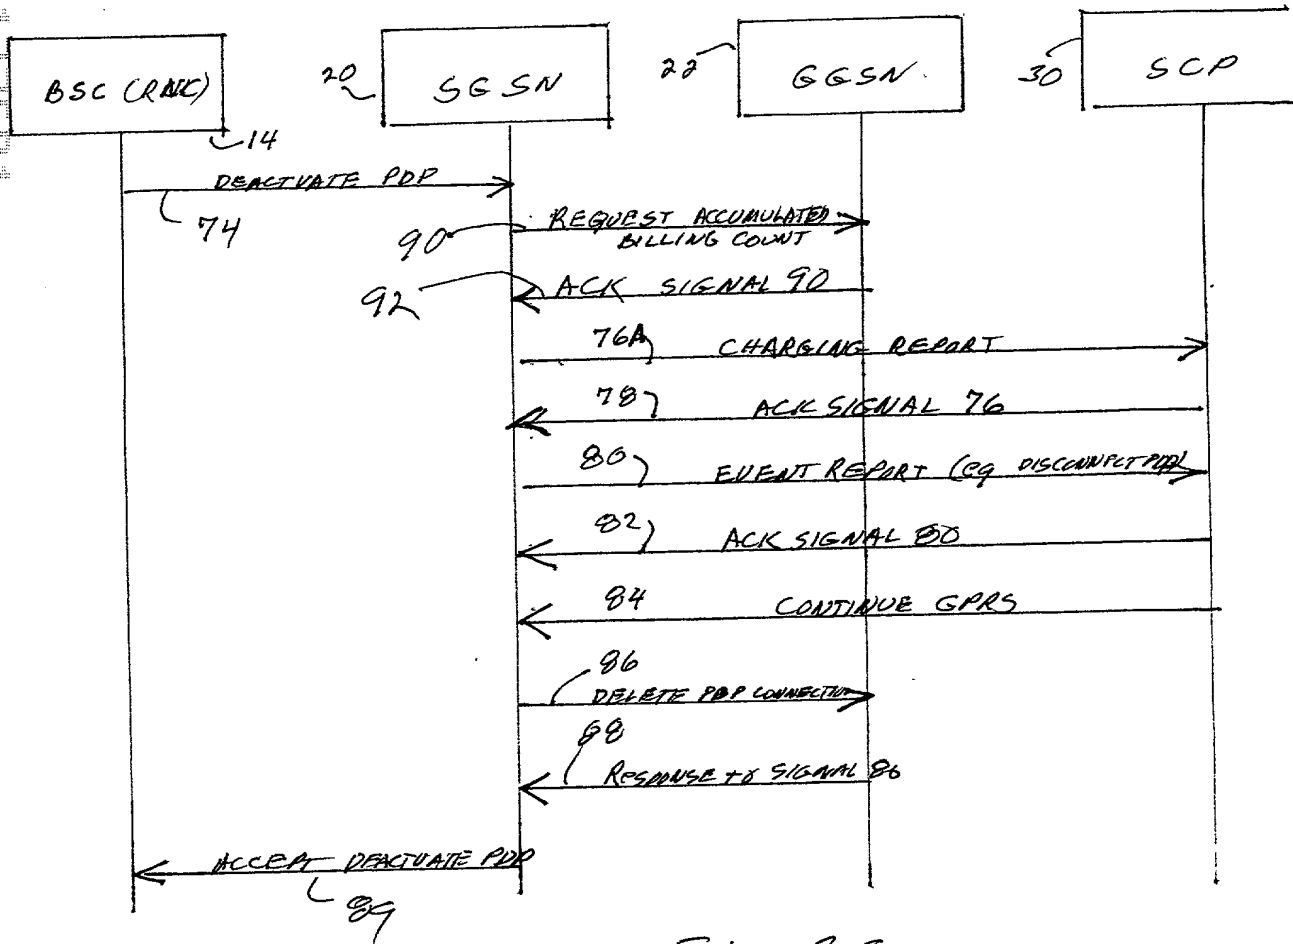 BSC (RNC)
14
20
SGSN
22
GGSN.
30
SCP
DEACTUATE PDP
74
90
REQUEST ACCUMULATED
BILLING COUNT
92
ACK SIGNAL 90
76A
CHARGING REPORT
78
ACK SIGNAL 76
80
EVENT REPORT (eg DISCONNECT PDP)
82
ACK SIGNAL 80
84
CONTINUE GPRS
86
DELETE PDP CONNECTION
88
RESPONSE to SIGNAL 86
ACCEPT DEACTUATE PDP
89